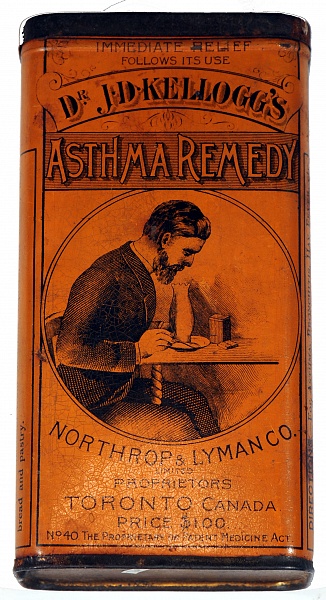 IMMEDIATE RELIEF
FOLLOWS ITS USE
DR. J.D. KELLOGG'S
ASTHMA REMEDY
NORTHROP & LYMAN CO.
LIMITED
PROPRIETORS
TORONTO CANADA
PRICE $1.00
No 40 THE PROPRIETARY OR PATENT MEDICINE ACT
bread and pastry.
DIRECTIONS